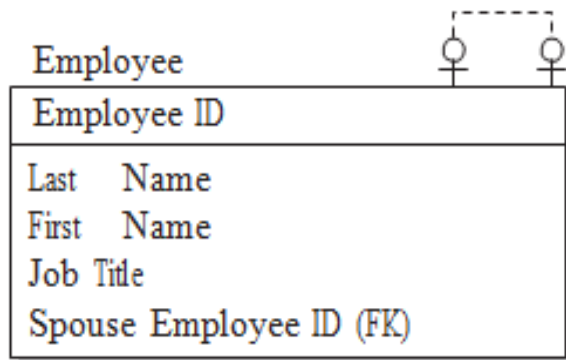 Employee
Employee ID
Last Name
First Name
Job Title
Spouse Employee ID (FK)